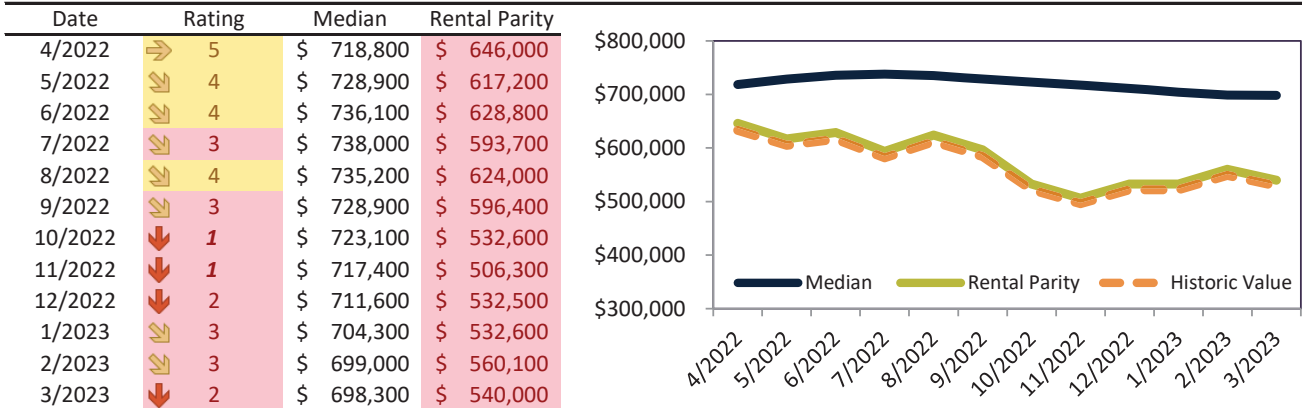 Date Rating Median Rental Parity
4/2022 5 $ 718,800 $ 646,000
5/2022 4 $ 728,900 $ 617,200
6/2022 4 $ 736,100 $ 628,800
7/2022 3 $ 738,000 $ 593,700
8/2022 4 $ 735,200 $ 624,000
9/2022 3 $ 728,900 $ 596,400
10/2022 1 $ 723,100 $ 532,600
11/2022 1 $ 717,400 $ 506,300
12/2022 2 $ 711,600 $ 532,500
1/2023 3 $ 704,300 $ 532,600
2/2023 3 $ 699,000 $ 560,100
3/2023 2 $ 698,300 $ 540,000
$800,000
$700,000
$600,000
$500,000
$400,000
$300,000
Median Rental Parity Historic Value
4/2022 5/2022 6/2022 7/2022 8/2022 9/2022 10/2022 11/2022 12/2022 1/2023 2/2023 3/2023